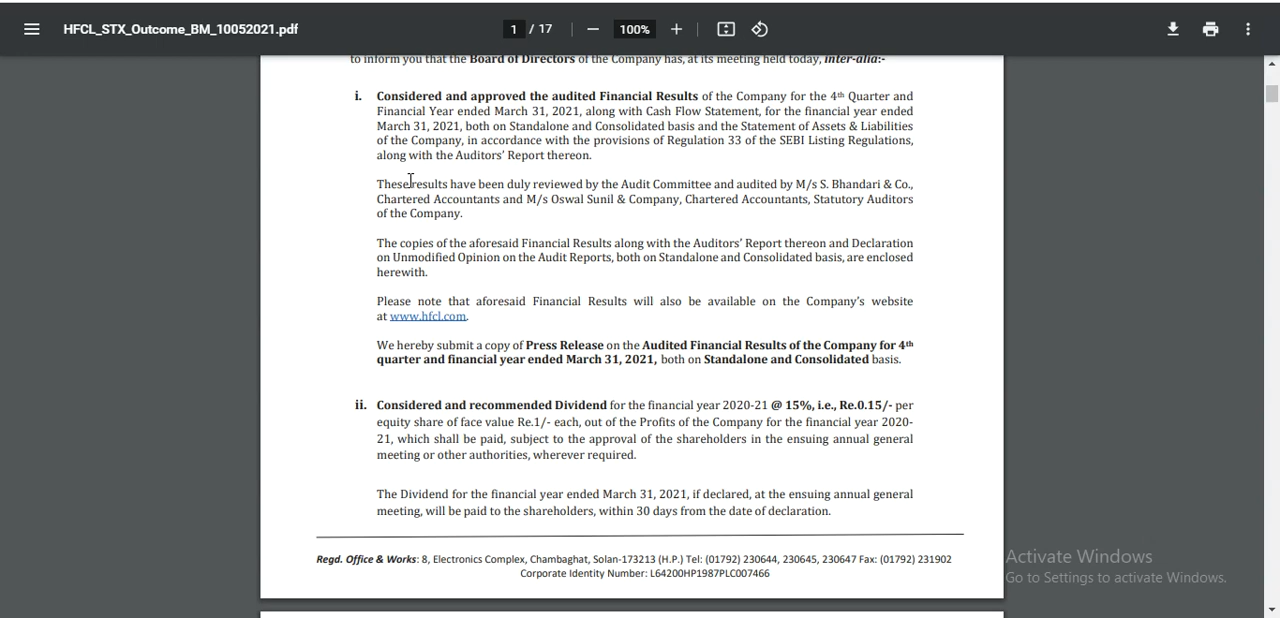 HFCL_STX_Outcome_BM_10052021.pdf
1 / 17
100%
to inform you that the Board of Directors of the Company has, at its meeting held today, inter-alia:-
i. Considered and approved the audited Financial Results of the Company for the 4th Quarter and
Financial Year ended March 31, 2021, along with Cash Flow Statement, for the financial year ended
March 31, 2021, both on Standalone and Consolidated basis and the Statement of Assets & Liabilities
of the Company, in accordance with the provisions of Regulation 33 of the SEBI Listing Regulations,
along with the Auditors' Report thereon.
These results have been duly reviewed by the Audit Committee and audited by M/s S. Bhandari & Co.,
Chartered Accountants and M/s Oswal Sunil & Company, Chartered Accountants, Statutory Auditors
of the Company.
The copies of the aforesaid Financial Results along with the Auditors' Report thereon and Declaration
on Unmodified Opinion on the Audit Reports, both on Standalone and Consolidated basis, are enclosed
herewith.
Please note that aforesaid Financial Results will also be available on the Company's website
at www.hfcl.com.
We hereby submit a copy of Press Release on the Audited Financial Results of the Company for 4th
quarter and financial year ended March 31, 2021, both on Standalone and Consolidated basis.
ii. Considered and recommended Dividend for the financial year 2020-21 @ 15%, i.e., Re.0.15/- per
equity share of face value Re.1/- each, out of the Profits of the Company for the financial year 2020-
21, which shall be paid, subject to the approval of the shareholders in the ensuing annual general
meeting or other authorities, wherever required.
The Dividend for the financial year ended March 31, 2021, if declared, at the ensuing annual general
meeting, will be paid to the shareholders, within 30 days from the date of declaration.
Regd. Office & Works: 8, Electronics Complex, Chambaghat, Solan-173213 (H.P.) Tel: (01792) 230644, 230645, 230647 Fax: (01792) 231902
Corporate Identity Number: L64200HP1987PLC007466
Activate Windows
Go to Settings to activate Windows.